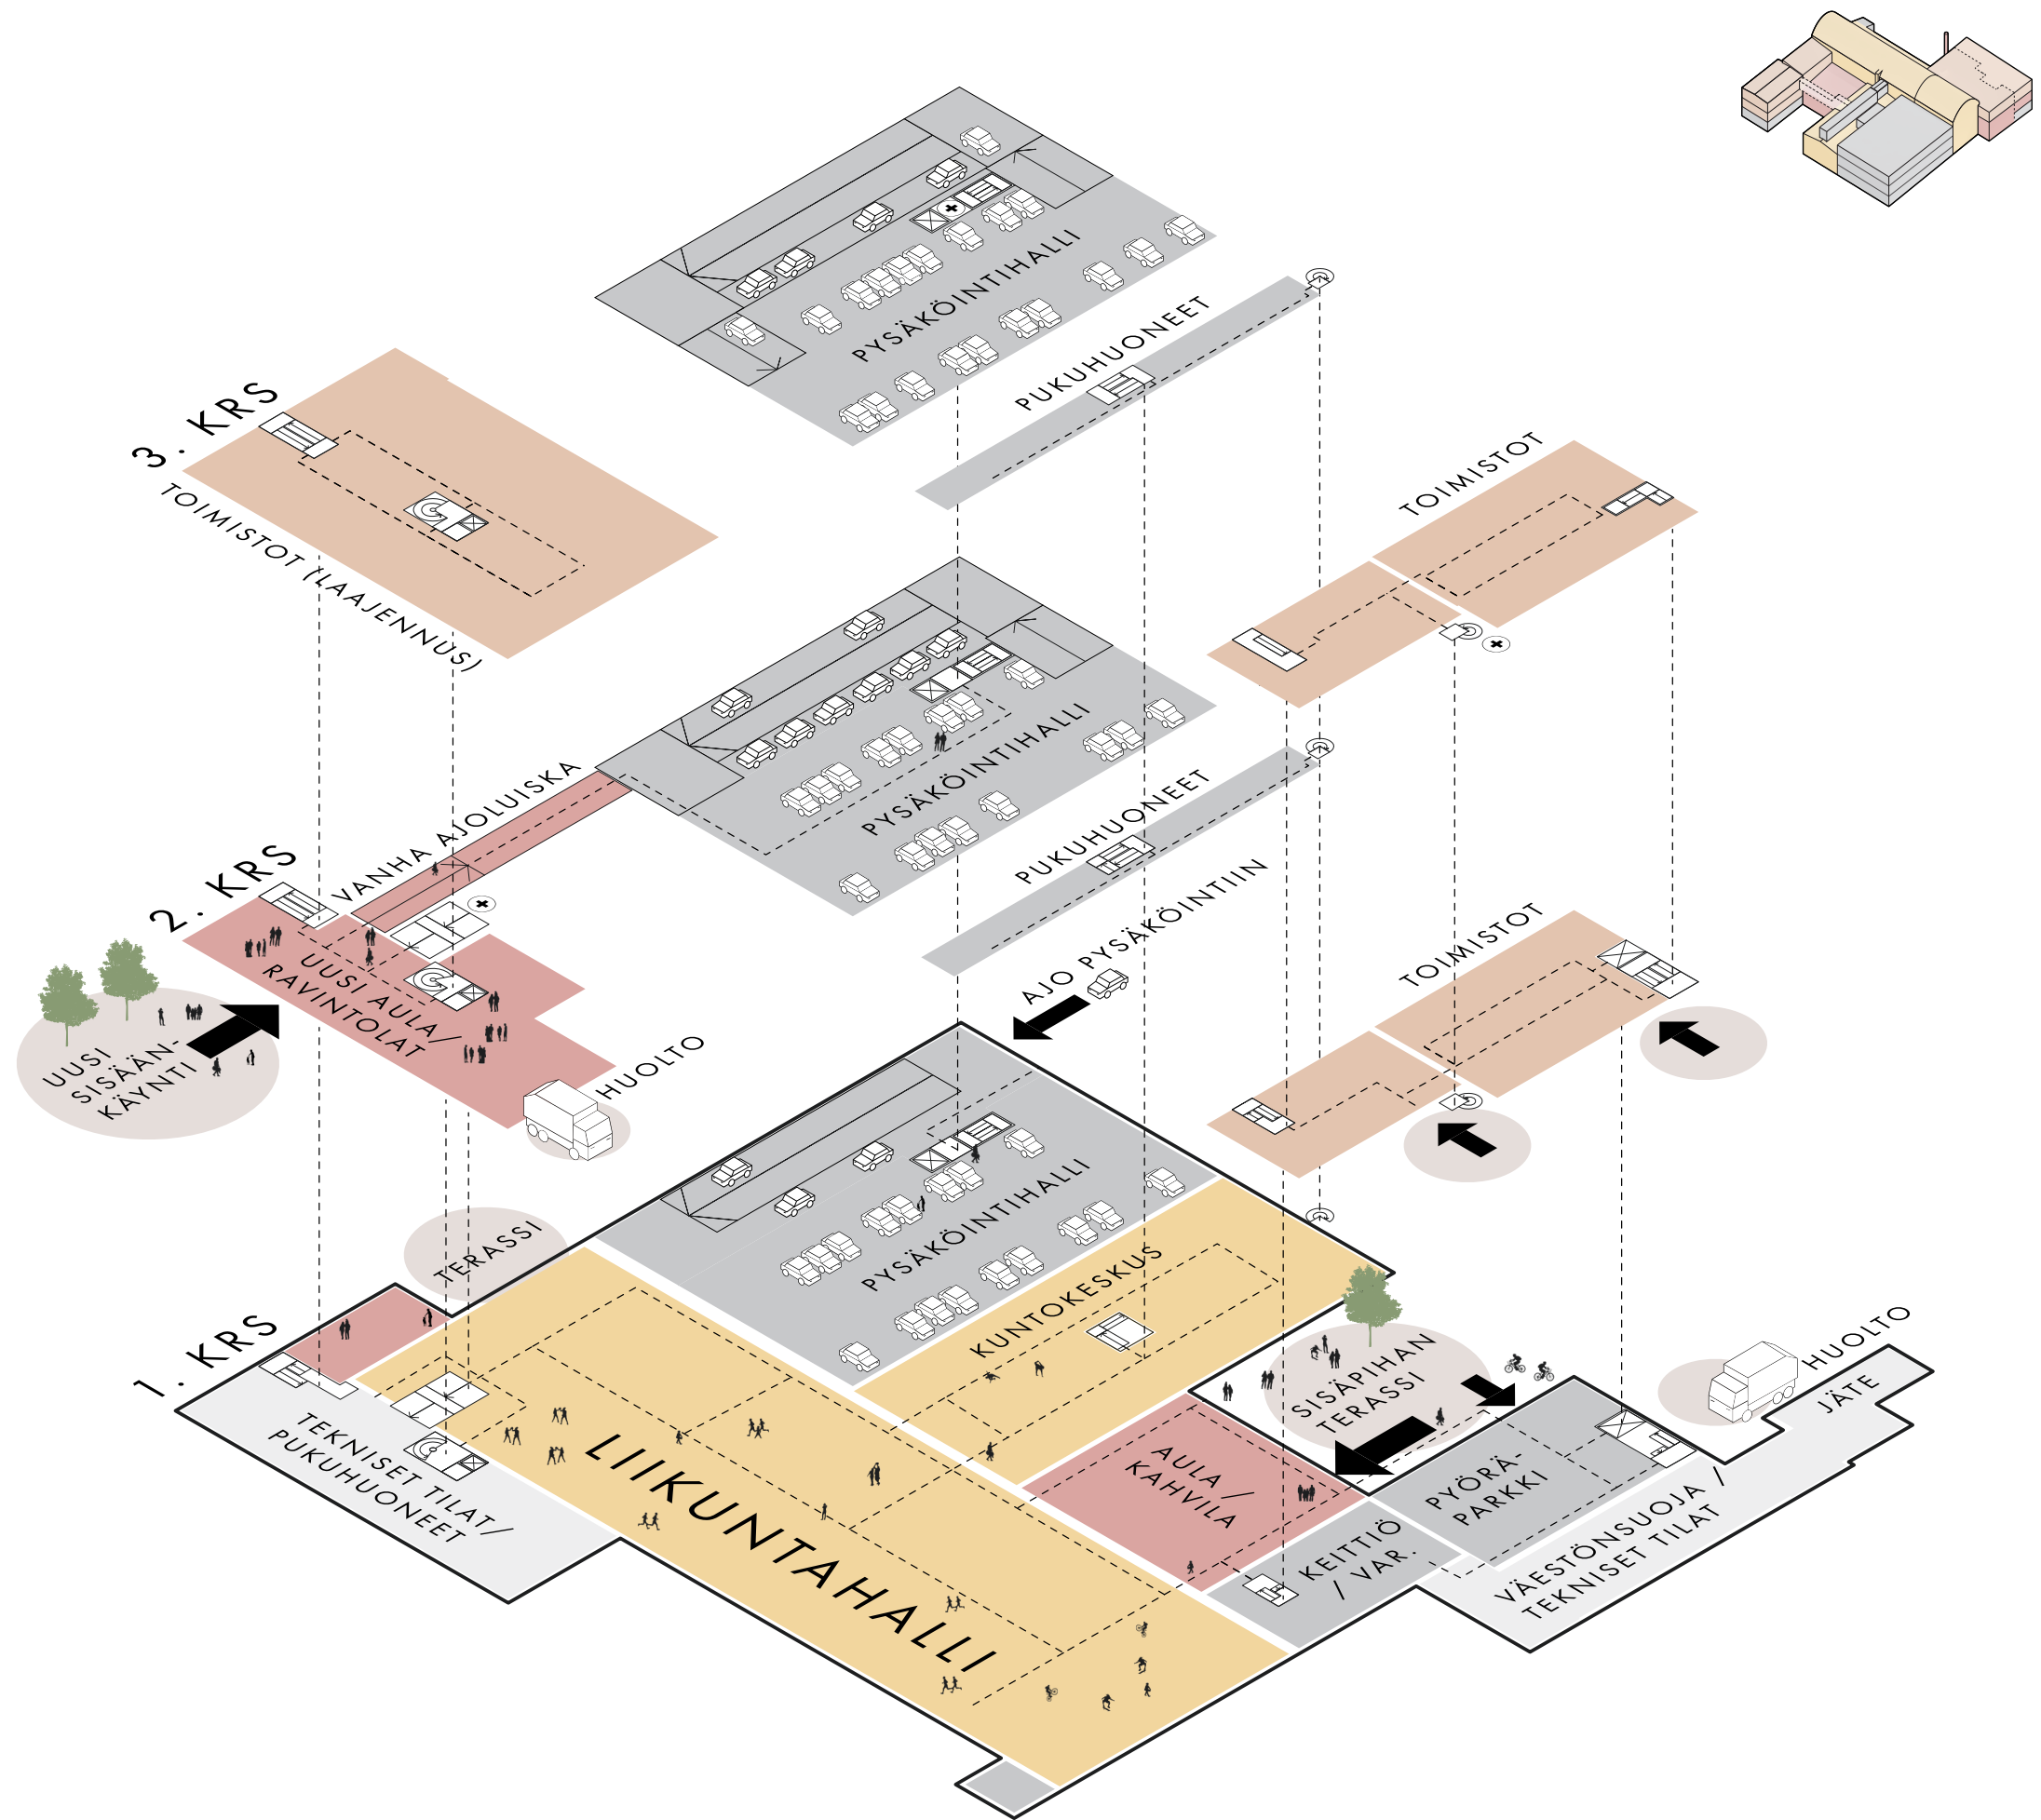 PYSÄKÖINTIHALLI
PUKUHUONEET
3. KRS
TOIMISTOT (LAAJENNUS)
TOIMISTOT
VANHA AJOLUISKA
PYSÄKÖINTIHALLI
PUKUHUONEET
2. KRS
UUSI AULA/
RAVINTOLAT
UUSI
SISÄÄN-
KÄYNTI
HUOLTO
AJO PYSÄKÖINTIIN
TOIMISTOT
TERASSI
PYSÄKÖINTIHALLI
KUNTOKESKUS
1. KRS
TEKNISET TILAT/
PUKUHUONEET
LIIKUNTAHALLI
AULA /
KAHVILA
SISÄPIHAN
TERASSI
HUOLTO
JÄTE
PYÖRÄ-
PARKKI
KEITTIÖ
/ VAR.
VÄESTÖNSUOJA /
TEKNISET TILAT